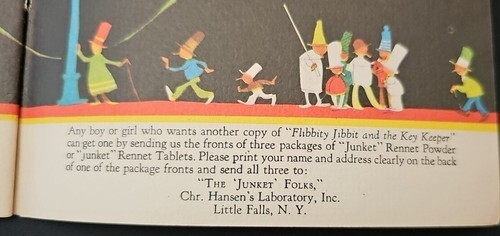 Any boy or girl who wants another copy of "Flibbity Jibbit and the Key Keeper"
can get one by sending us the fronts of three packages of "Junket" Rennet Powder
or "junket" Rennet Tablets. Please print your name and address clearly on the back
of one of the package fronts and send all three to:
"The 'Junket' Folks,"
Chr. Hansen's Laboratory, Inc.
Little Falls, N. Y.